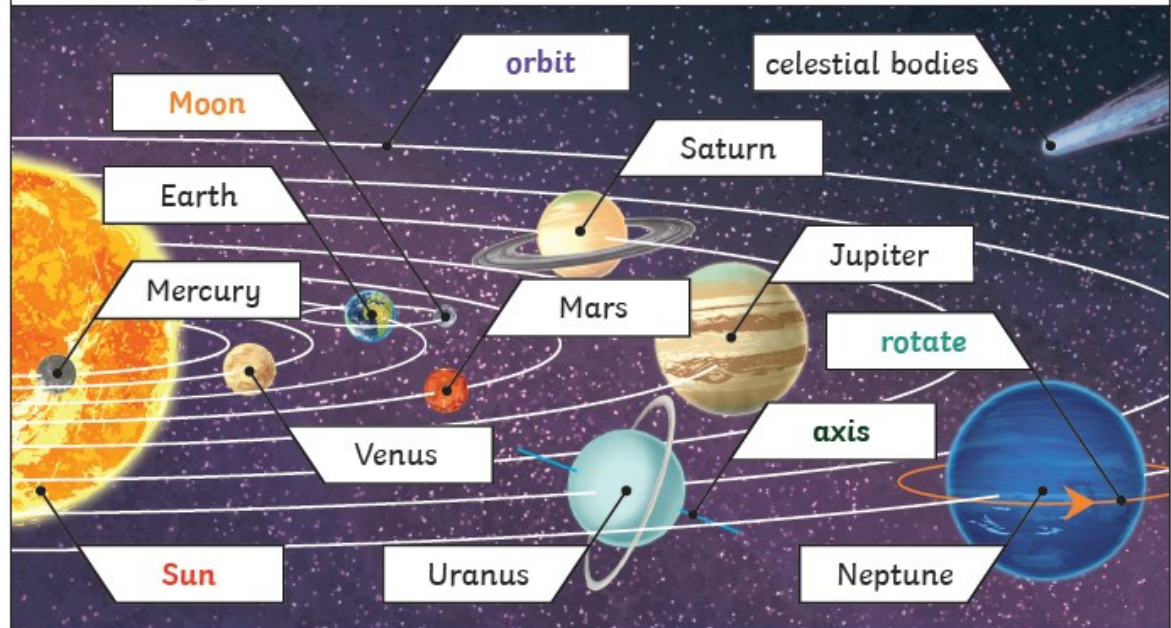 orbit
celestial bodies
Moon
Saturn
Earth
Jupiter
Mercury
Mars
rotate
axis
Venus
Sun
Uranus
Neptune